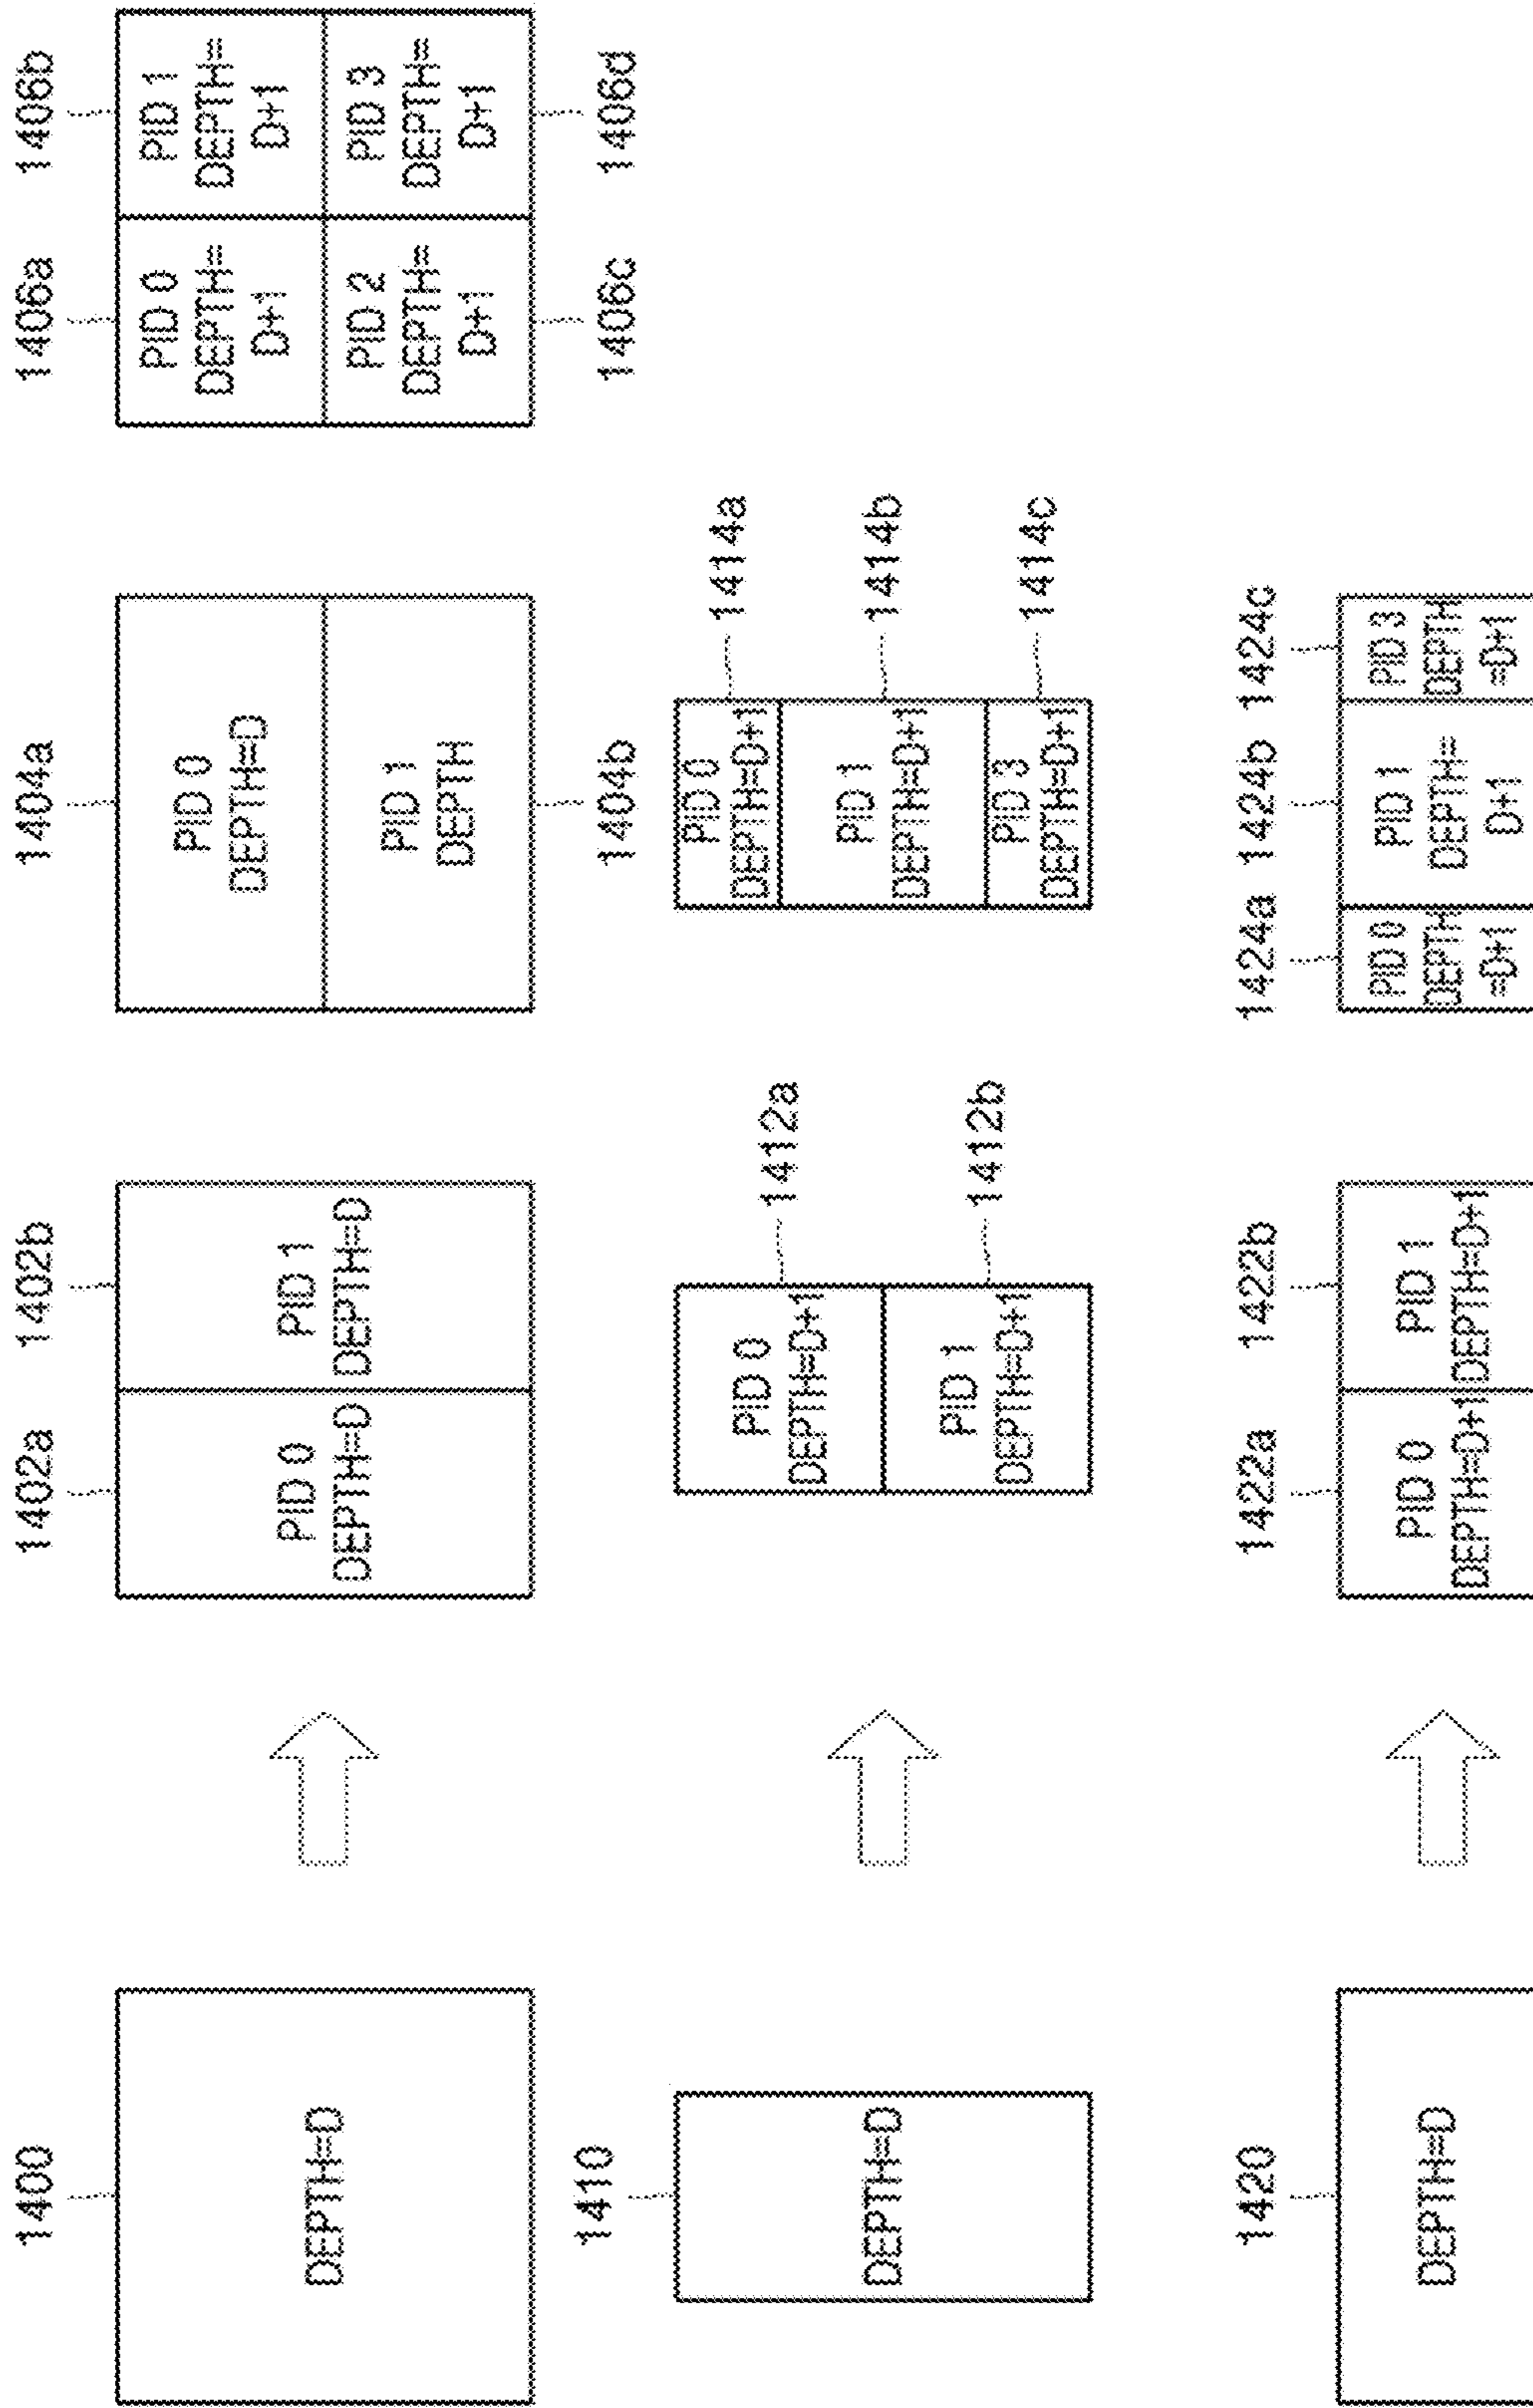 1400
DEPTH=D
1402a
1402b
PID 0
DEPTH=D
PID 1
DEPTH=D
1404a
PID 0
DEPTH=D
PID 1
DEPTH
1404b
1406a
1406b
PID 0
DEPTH=
D+1
PID 1
DEPTH=
D+1
PID 2
DEPTH=
D+1
PID 3
DEPTH=
D+1
1406c
1406d
1410
DEPTH=D
PID 0
DEPTH=D+1
1412a
PID 1
DEPTH=D+1
1412b
PID 0
DEPTH=D+1
1414a
PID 1
DEPTH=D+1
1414b
PID 3
DEPTH=D+1
1414c
1420
DEPTH=D
1422a
1422b
PID 0
DEPTH=D+1
PID 1
DEPTH=D+1
1424a
1424b
1424c
PID 0
DEPTH
=D+1
PID 1
DEPTH=
D+1
PID 3
DEPTH
=D+1